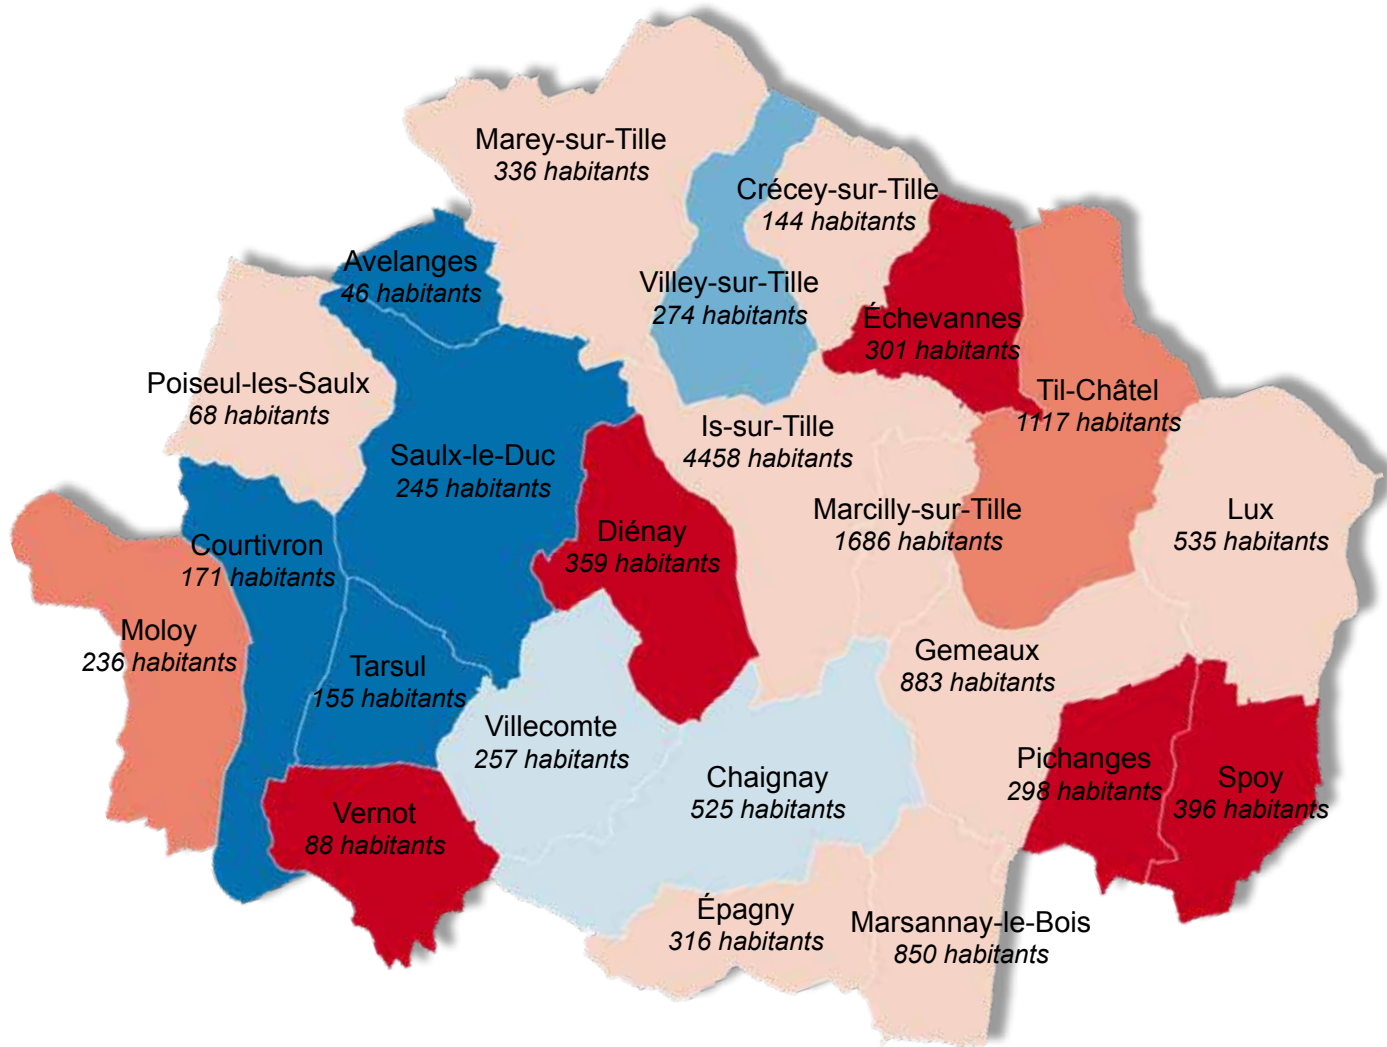 Marey-sur-Tille
336 habitants
Crécey-sur-Tille
144 habitants
Avelanges
46 habitants
Villey-sur-Tille
274 habitants
Échevannes
301 habitants
Poiseul-les-Saulx
68 habitants
Til-Châtel
1117 habitants
Is-sur-Tille
4458 habitants
Saulx-le-Duc
245 habitants
Marcilly-sur-Tille
1686 habitants
Lux
535 habitants
Diénay
359 habitants
Courtivron
171 habitants
Moloy
236 habitants
Tarsul
155 habitants
Gemeaux
883 habitants
Villecomte
257 habitants
Chaignay
525 habitants
Pichanges
298 habitants
Spoy
396 habitants
Vernot
88 habitants
Épagny
316 habitants
Marsannay-le-Bois
850 habitants